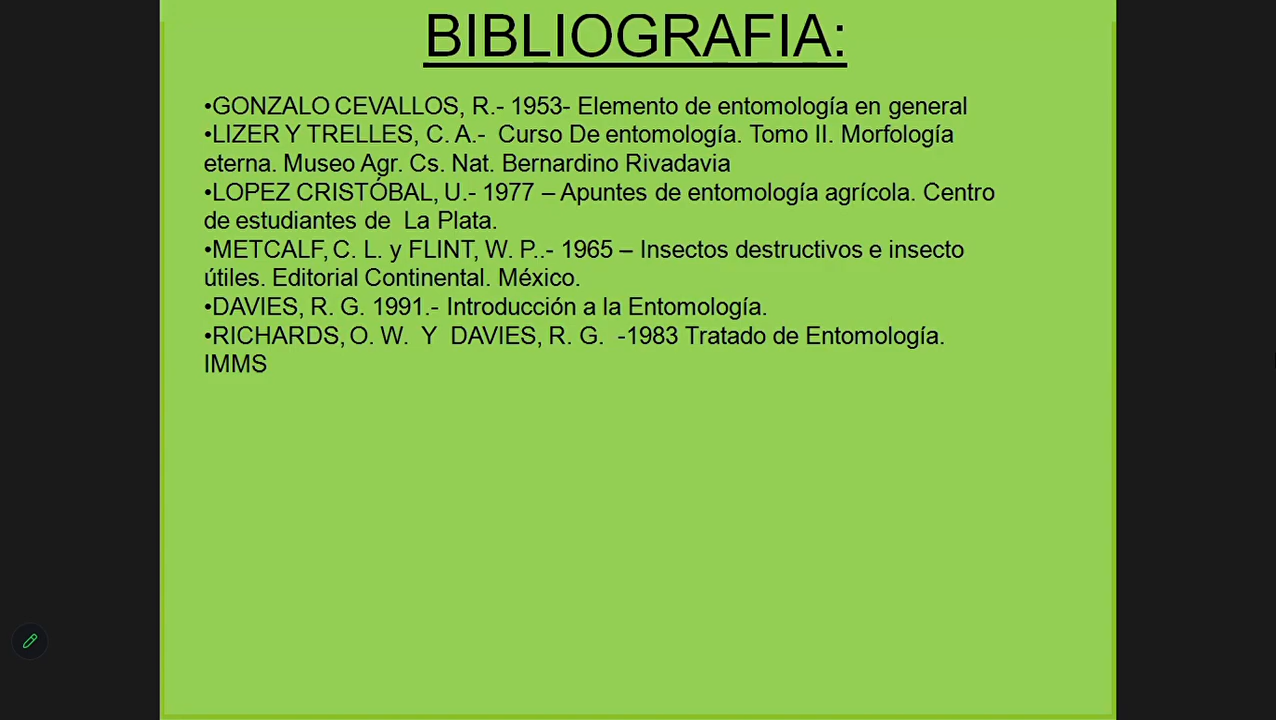 BIBLIOGRAFIA:
•GONZALO CEVALLOS, R.- 1953- Elemento de entomología en general
•LIZER Y TRELLES, C. A.-  Curso De entomología. Tomo II. Morfología
eterna. Museo Agr. Cs. Nat. Bernardino Rivadavia
•LOPEZ CRISTÓBAL, U.- 1977 – Apuntes de entomología agrícola. Centro
de estudiantes de  La Plata.
•METCALF, C. L. y FLINT, W. P..- 1965 – Insectos destructivos e insecto
útiles. Editorial Continental. México.
•DAVIES, R. G. 1991.- Introducción a la Entomología.
•RICHARDS, O. W.  Y  DAVIES, R. G.  -1983 Tratado de Entomología.
IMMS